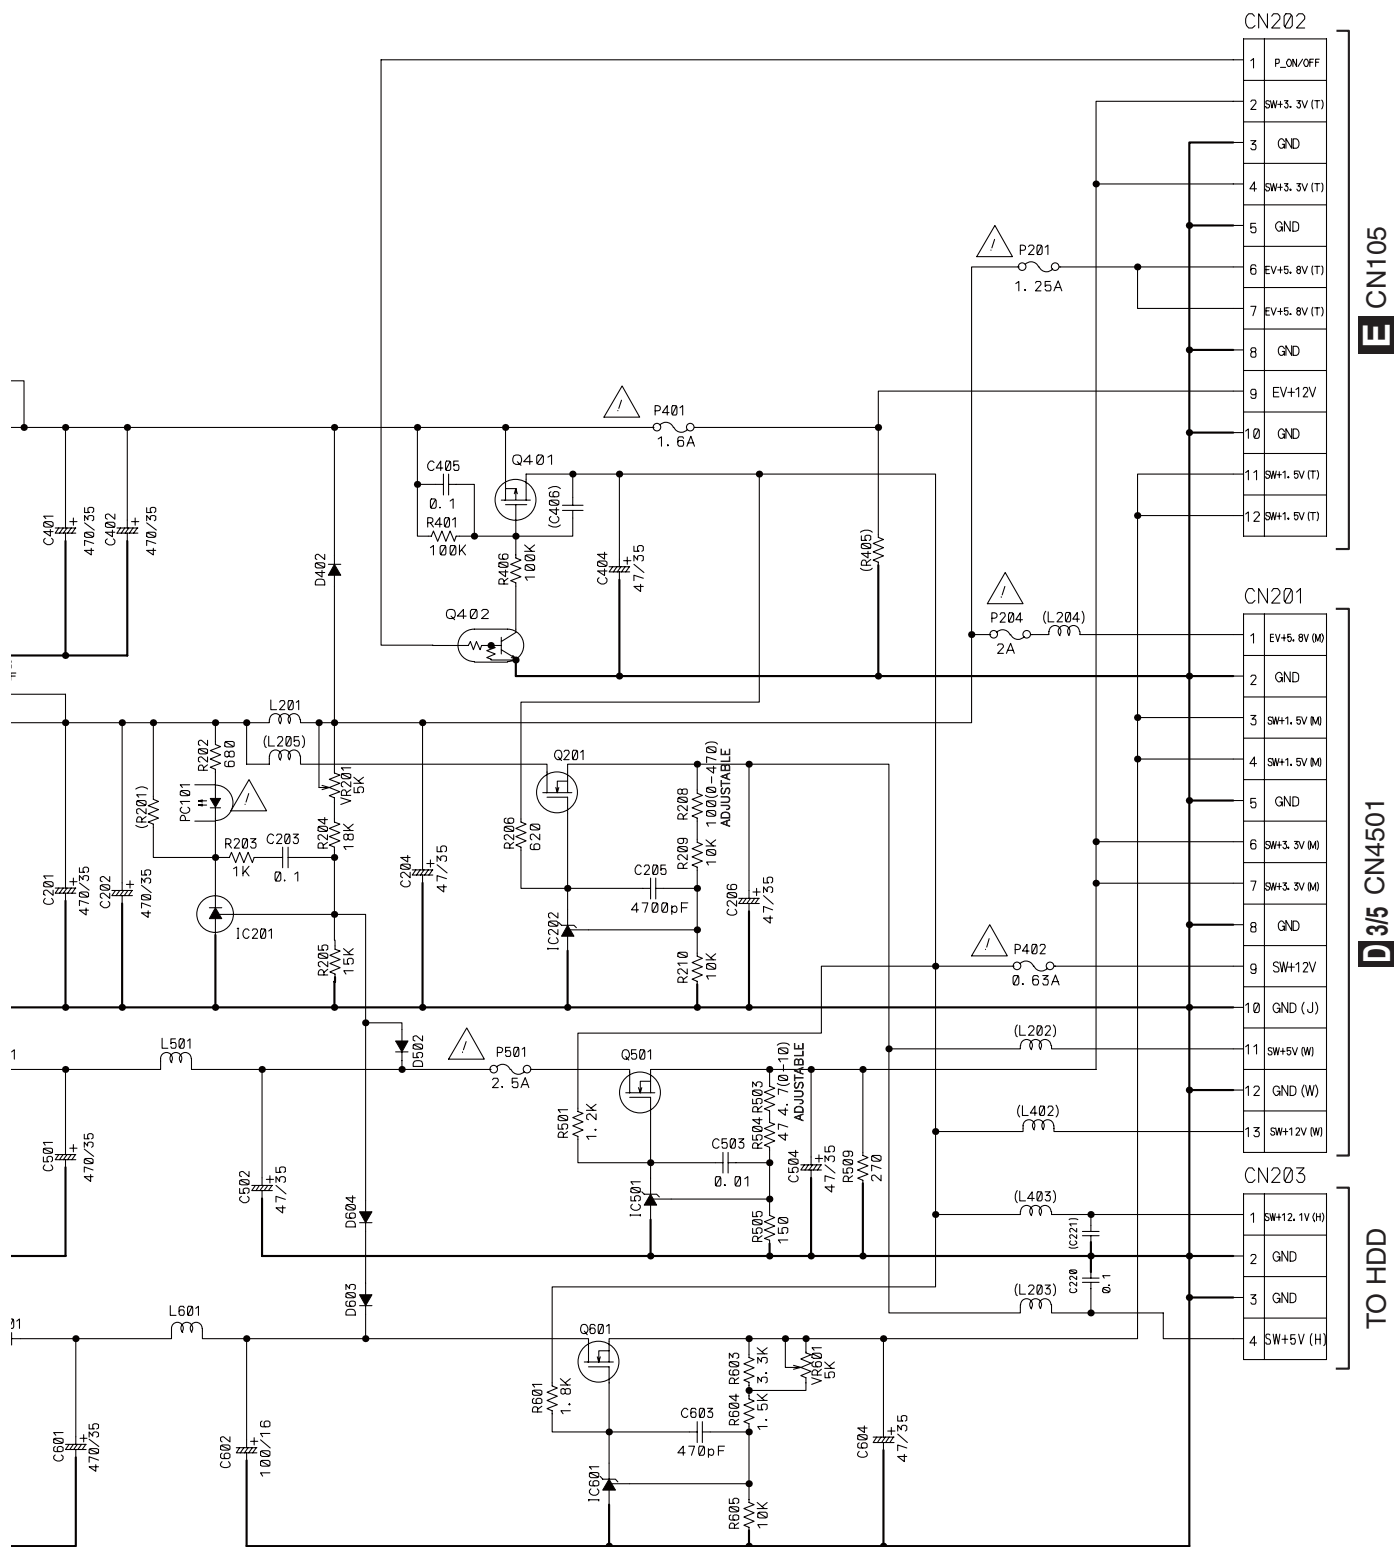 CN202
1 P_ON/OFF
2 SW+3.3V(T)
3 GND
4 SW+3.3V(T)
5 GND
6 EV+5.8V(T)
7 EV+5.8V(T)
8 GND
9 EV+12V
10 GND
11 SW+1.5V(T)
12 SW+1.5V(T)
E CN105
P201
1.25A
P401
1.6A
C405
0.1
R401
100K
Q401
(C406)
C401
470/35
C402
470/35
D402
R406
100K
C404
47/35
(R405)
Q402
P204
2A
(L204)
CN201
1 EV+5.8V(M)
2 GND
3 SW+1.5V(M)
4 SW+1.5V(M)
5 GND
6 SW+3.3V(M)
7 SW+3.3V(M)
8 GND
9 SW+12V
10 GND(J)
11 SW+5V(W)
12 GND(W)
13 SW+12V(W)
D 3/5 CN4501
F
L201
(L205)
R202
680
PC101
(R201)
VR201
5K
R203
1K
C203
0.1
R204
18K
C201
470/35
C202
470/35
IC201
R205
15K
C204
47/35
Q201
R206
620
R208
100(0-470)
ADJUSTABLE
R209
10K
C205
4700pF
C206
47/35
IC202
R210
10K
P402
0.63A
1
L501
D502
P501
2.5A
Q501
R501
1.2K
R503
4.7(0-10)
ADJUSTABLE
R504
47
C503
0.01
C504
47/35
R509
270
IC501
R505
150
C501
470/35
C502
47/35
D604
D603
(L202)
(L402)
(L403)
(C221)
C220
0.1
(L203)
CN203
1 SW+12.1V(H)
2 GND
3 GND
4 SW+5V(H)
TO HDD
01
L601
Q601
R601
1.8K
R603
3.3K
VR601
5K
R604
1.5K
C603
470pF
C604
47/35
IC601
R605
10K
C601
470/35
C602
100/16